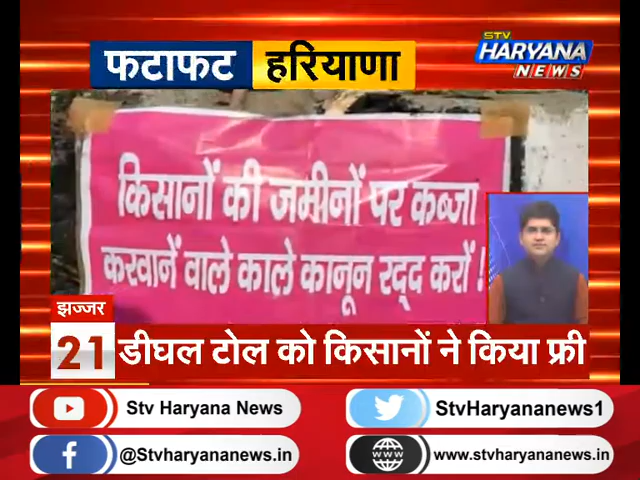 फटाफट हरियाणा
STV
HARYANA
NEWS
किसानों की जमीनों पर कब्जा
करवानें वाले काले कानून रद्द करों !
झज्जर
21 डीघल टोल को किसानों ने किया फ्री
Stv Haryana News
StvHaryananews1
@Stvharyananews.in
www.stvharyananews.in